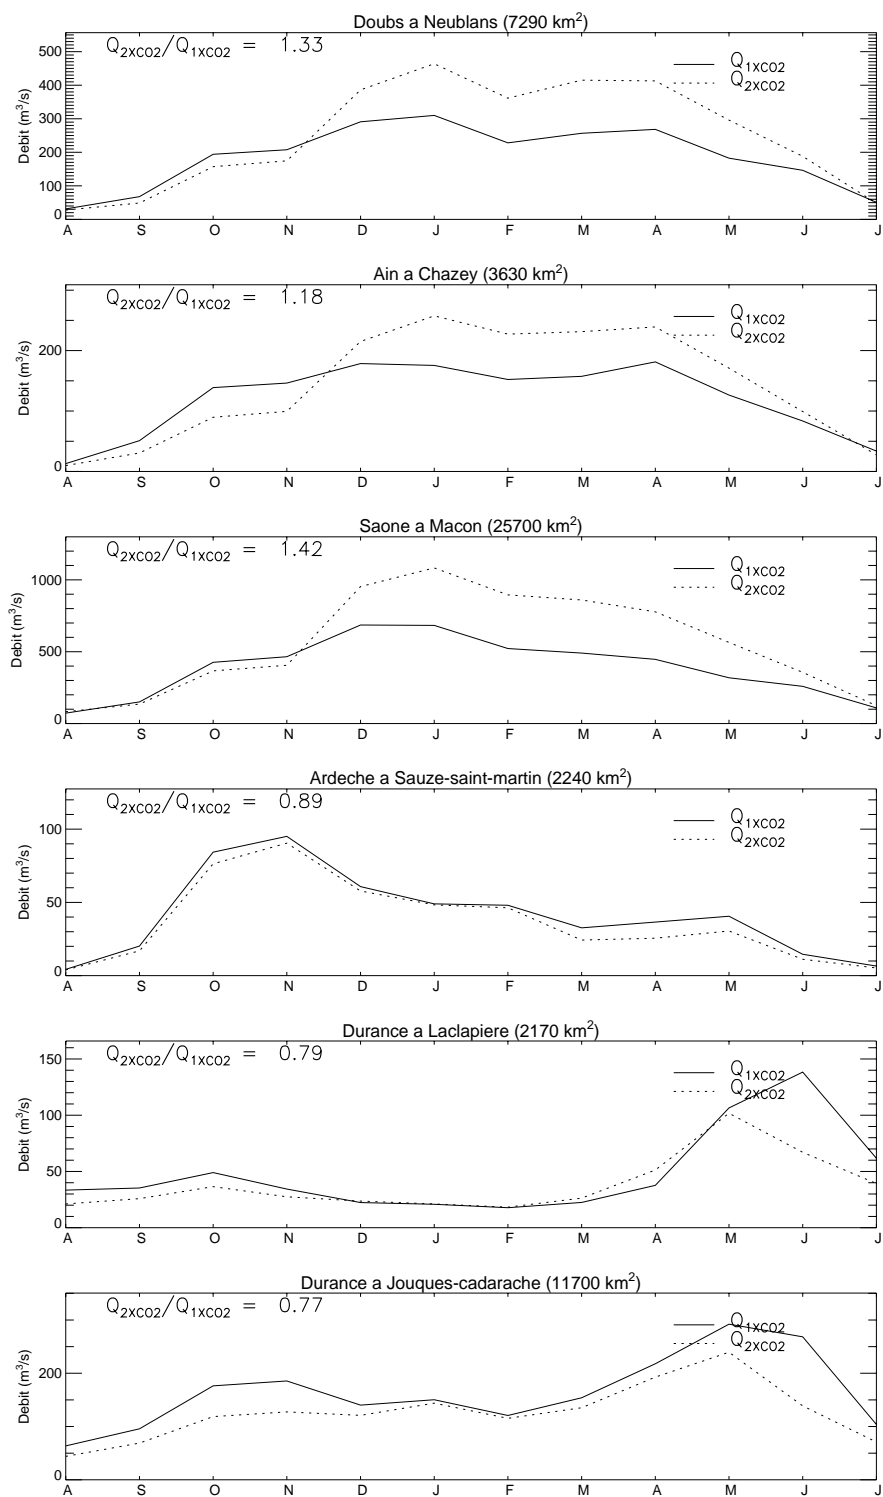 Doubs a Neublans (7290 km²)
Q2XCO2/Q1XCO2 = 1.33
Q1XCO2
Q2XCO2
Debit (m³/s)
500
400
300
200
100
0
A S O N D J F M A M J J
Ain a Chazey (3630 km²)
Q2XCO2/Q1XCO2 = 1.18
Q1XCO2
Q2XCO2
Debit (m³/s)
200
0
A S O N D J F M A M J J
Saone a Macon (25700 km²)
Q2XCO2/Q1XCO2 = 1.42
Q1XCO2
Q2XCO2
Debit (m³/s)
1000
500
0
A S O N D J F M A M J J
Ardeche a Sauze-saint-martin (2240 km²)
Q2XCO2/Q1XCO2 = 0.89
Q1XCO2
Q2XCO2
Debit (m³/s)
100
50
0
A S O N D J F M A M J J
Durance a Laclapiere (2170 km²)
Q2XCO2/Q1XCO2 = 0.79
Q1XCO2
Q2XCO2
Debit (m³/s)
150
100
50
0
A S O N D J F M A M J J
Durance a Jouques-cadarache (11700 km²)
Q2XCO2/Q1XCO2 = 0.77
Q1XCO2
Q2XCO2
Debit (m³/s)
200
0
A S O N D J F M A M J J